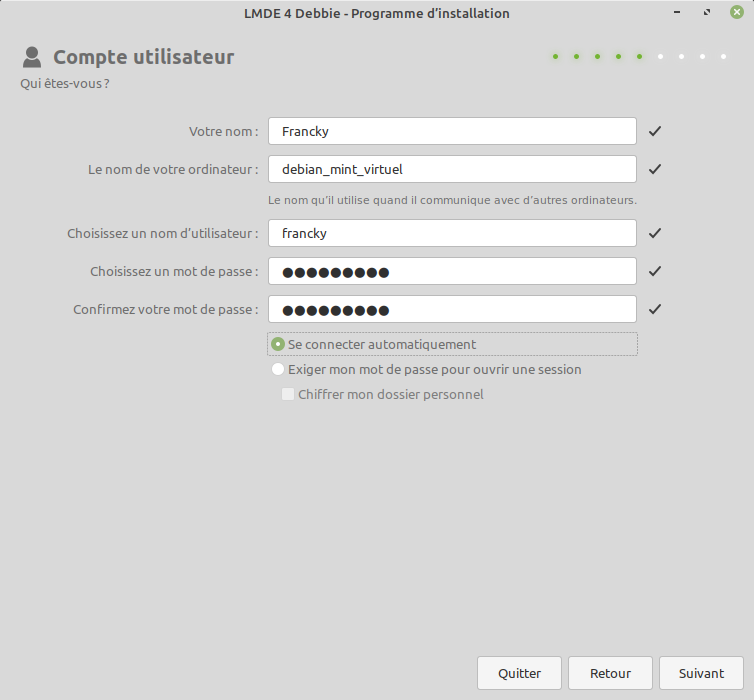 LMDE 4 Debbie - Programme d’installation
Compte utilisateur
Qui êtes-vous ?
Votre nom : Francky
Le nom de votre ordinateur : debian_mint_virtuel
Le nom qu’il utilise quand il communique avec d’autres ordinateurs.
Choisissez un nom d’utilisateur : francky
Choisissez un mot de passe : ●●●●●●●●●
Confirmez votre mot de passe : ●●●●●●●●●
Se connecter automatiquement
Exiger mon mot de passe pour ouvrir une session
Chiffrer mon dossier personnel
Quitter Retour Suivant